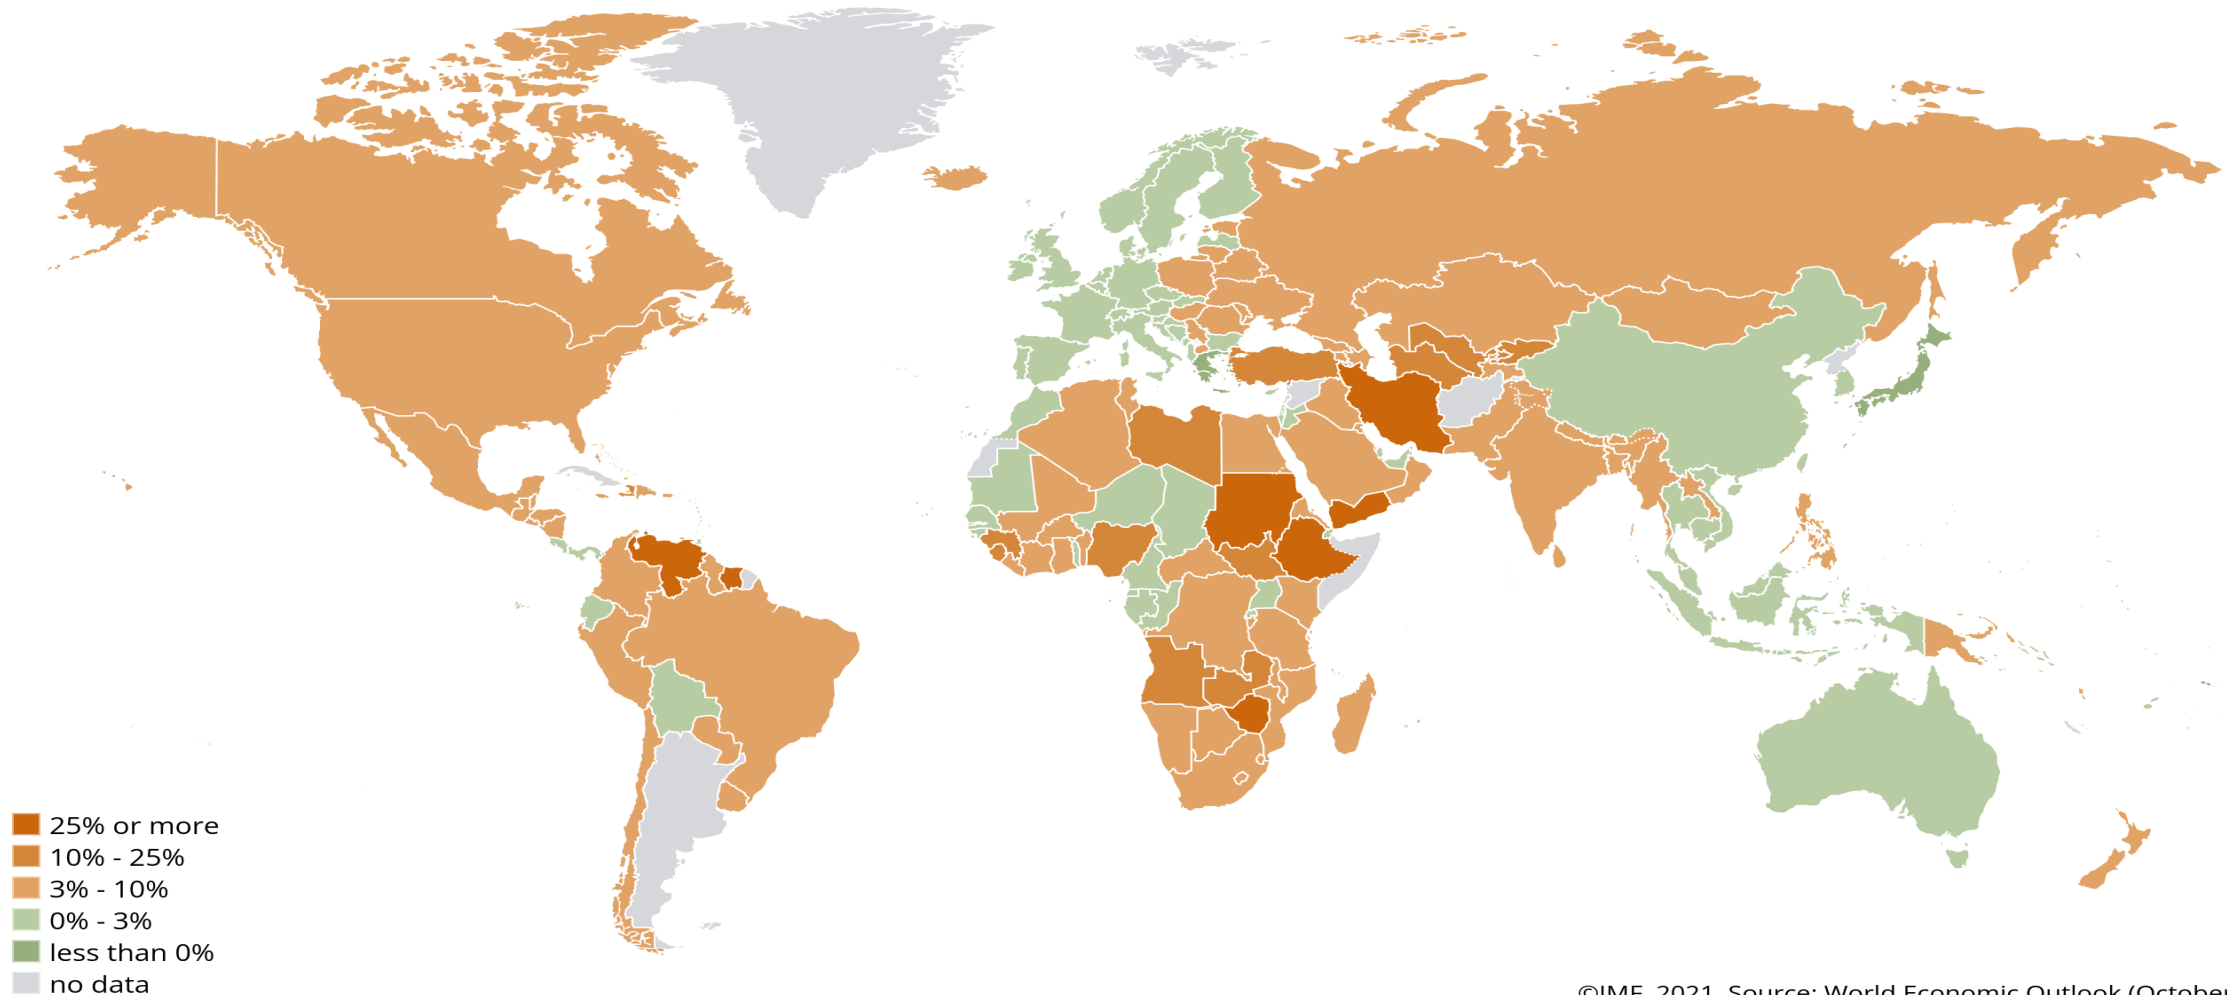 25% or more
10% - 25%
3% - 10%
0% - 3%
less than 0%
no data
©IMF, 2021, Source: World Economic Outlook (October